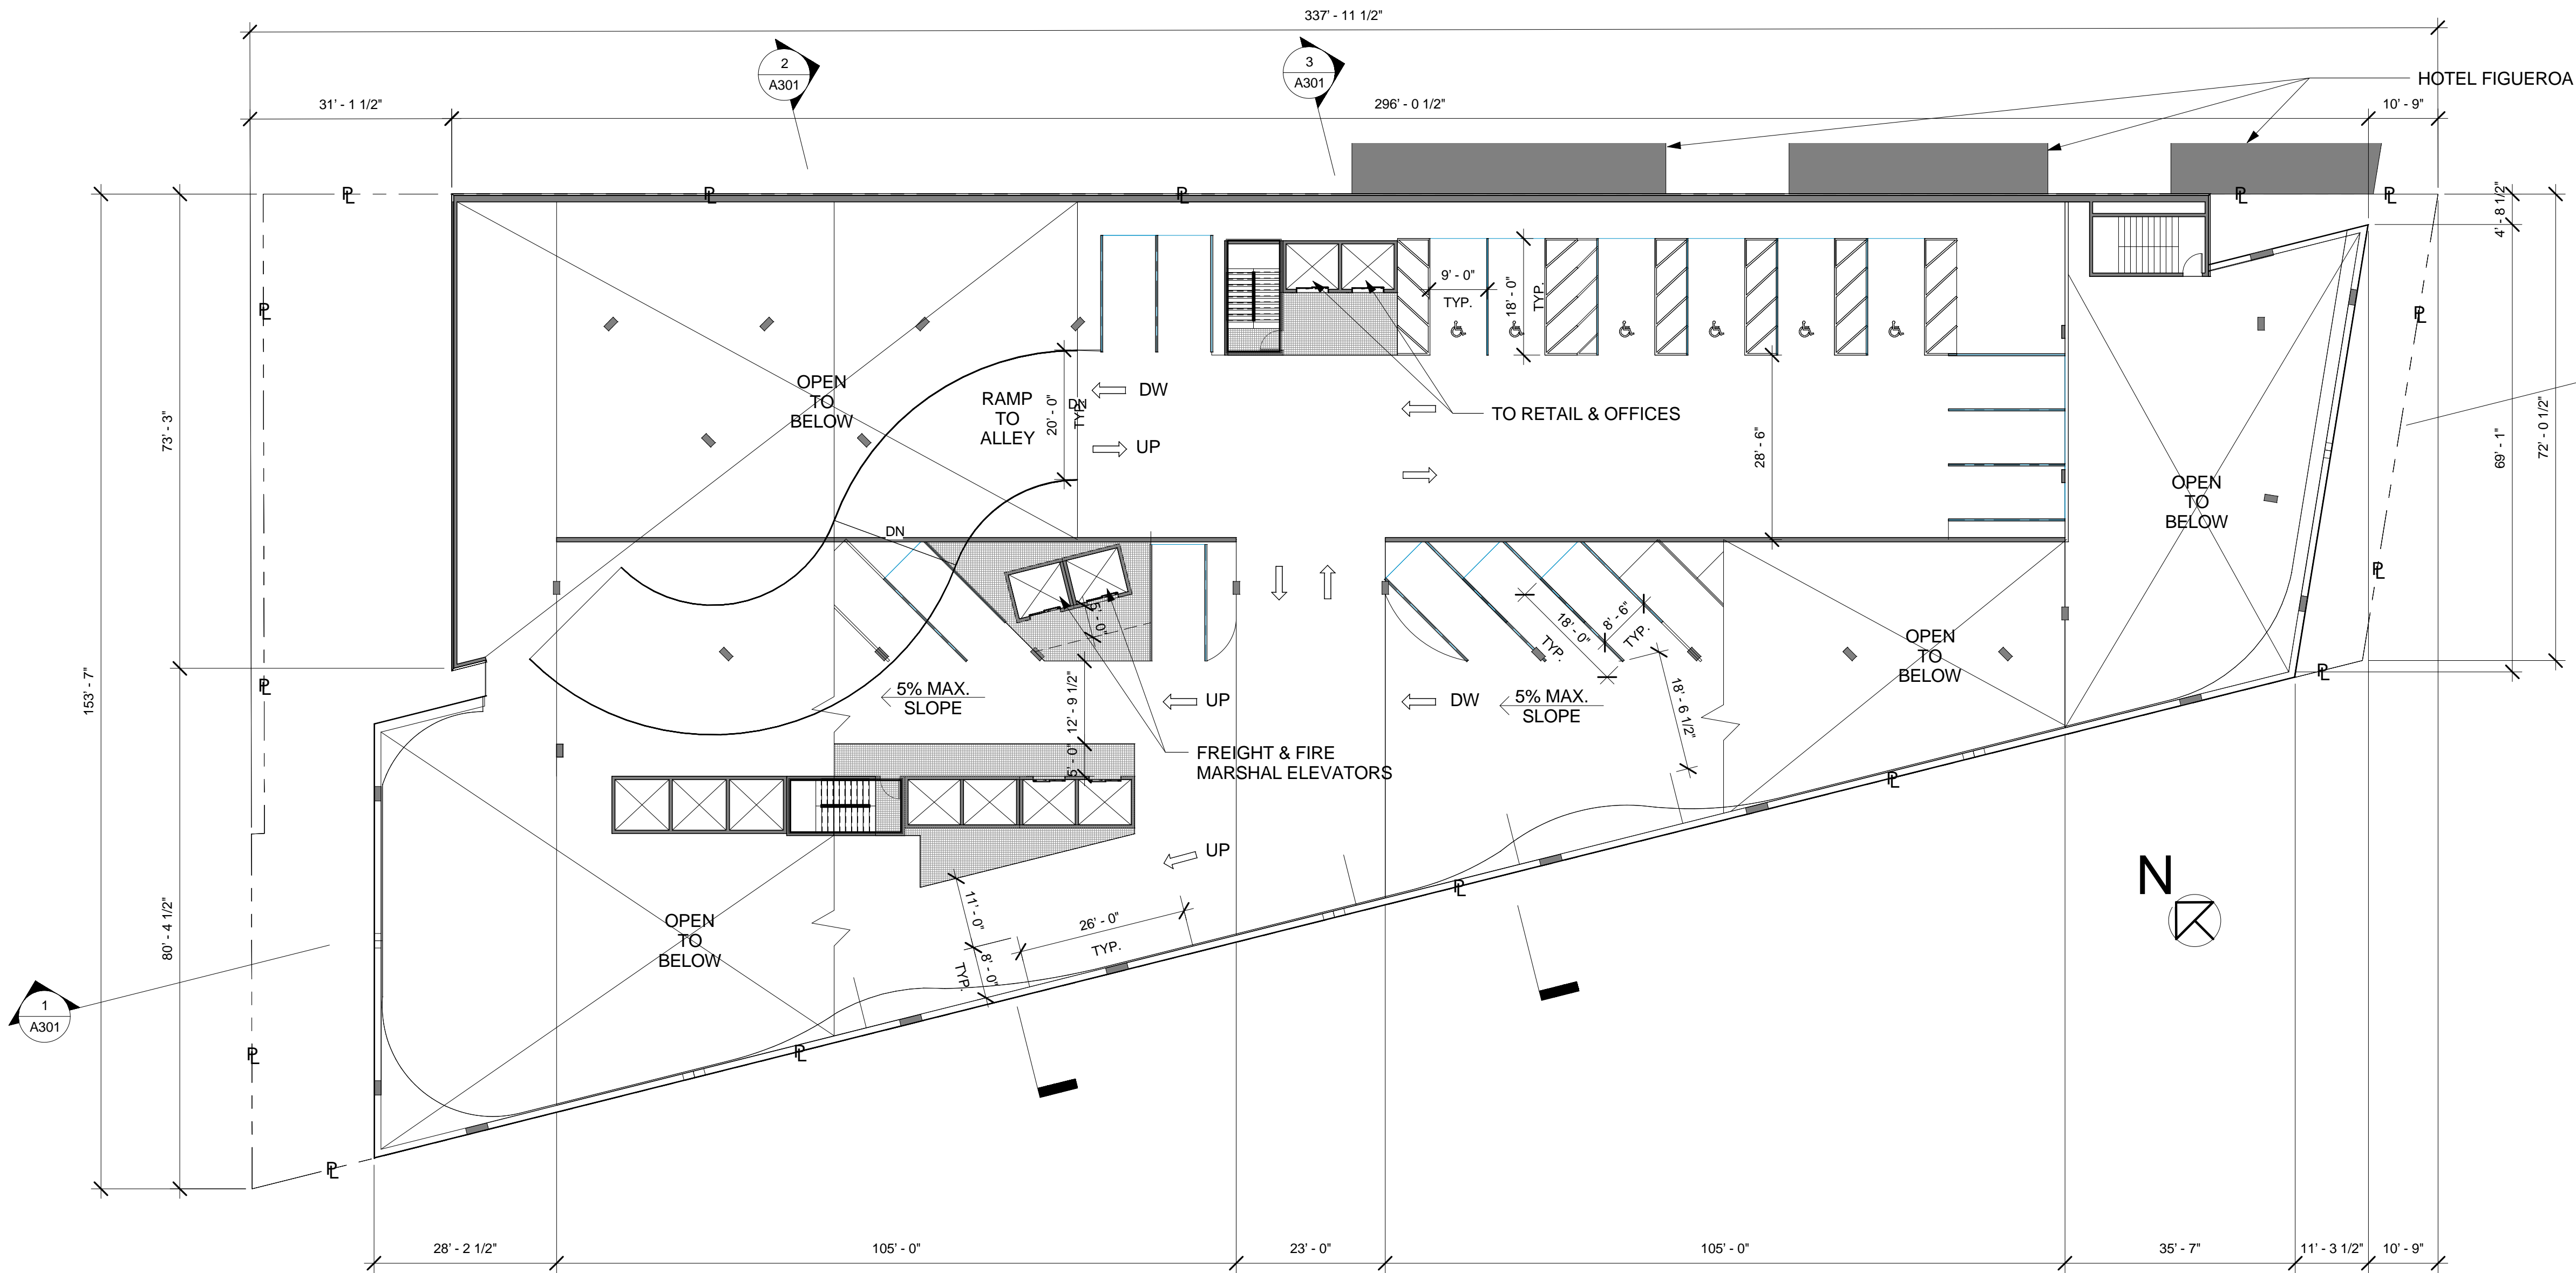 337' - 11 1/2"
2
A301
3
A301
HOTEL FIGUEROA
31' - 1 1/2"
296' - 0 1/2"
10' - 9"
PL
PL
PL
PL
PL
4' - 8 1/2"
9' - 0"
TYP.
18' - 0"
TYP.
PL
PL
OPEN
TO
BELOW
RAMP
TO
ALLEY
20' - 0"
TYP.
DN
DW
UP
TO RETAIL & OFFICES
73' - 3"
153' - 7"
28' - 6"
69' - 1"
72' - 0 1/2"
OPEN
TO
BELOW
DN
PL
5' - 0"
18' - 0"
TYP.
8' - 6"
TYP.
OPEN
TO
BELOW
PL
PL
5% MAX.
SLOPE
12' - 9 1/2"
UP
DW
5% MAX.
SLOPE
18' - 6 1/2"
5' - 0"
FREIGHT & FIRE
MARSHAL ELEVATORS
PL
UP
PL
N
80' - 4 1/2"
OPEN
TO
BELOW
11' - 0"
8' - 0"
TYP.
26' - 0"
TYP.
1
A301
PL
PL
PL
28' - 2 1/2"
105' - 0"
23' - 0"
105' - 0"
35' - 7"
11' - 3 1/2"
10' - 9"